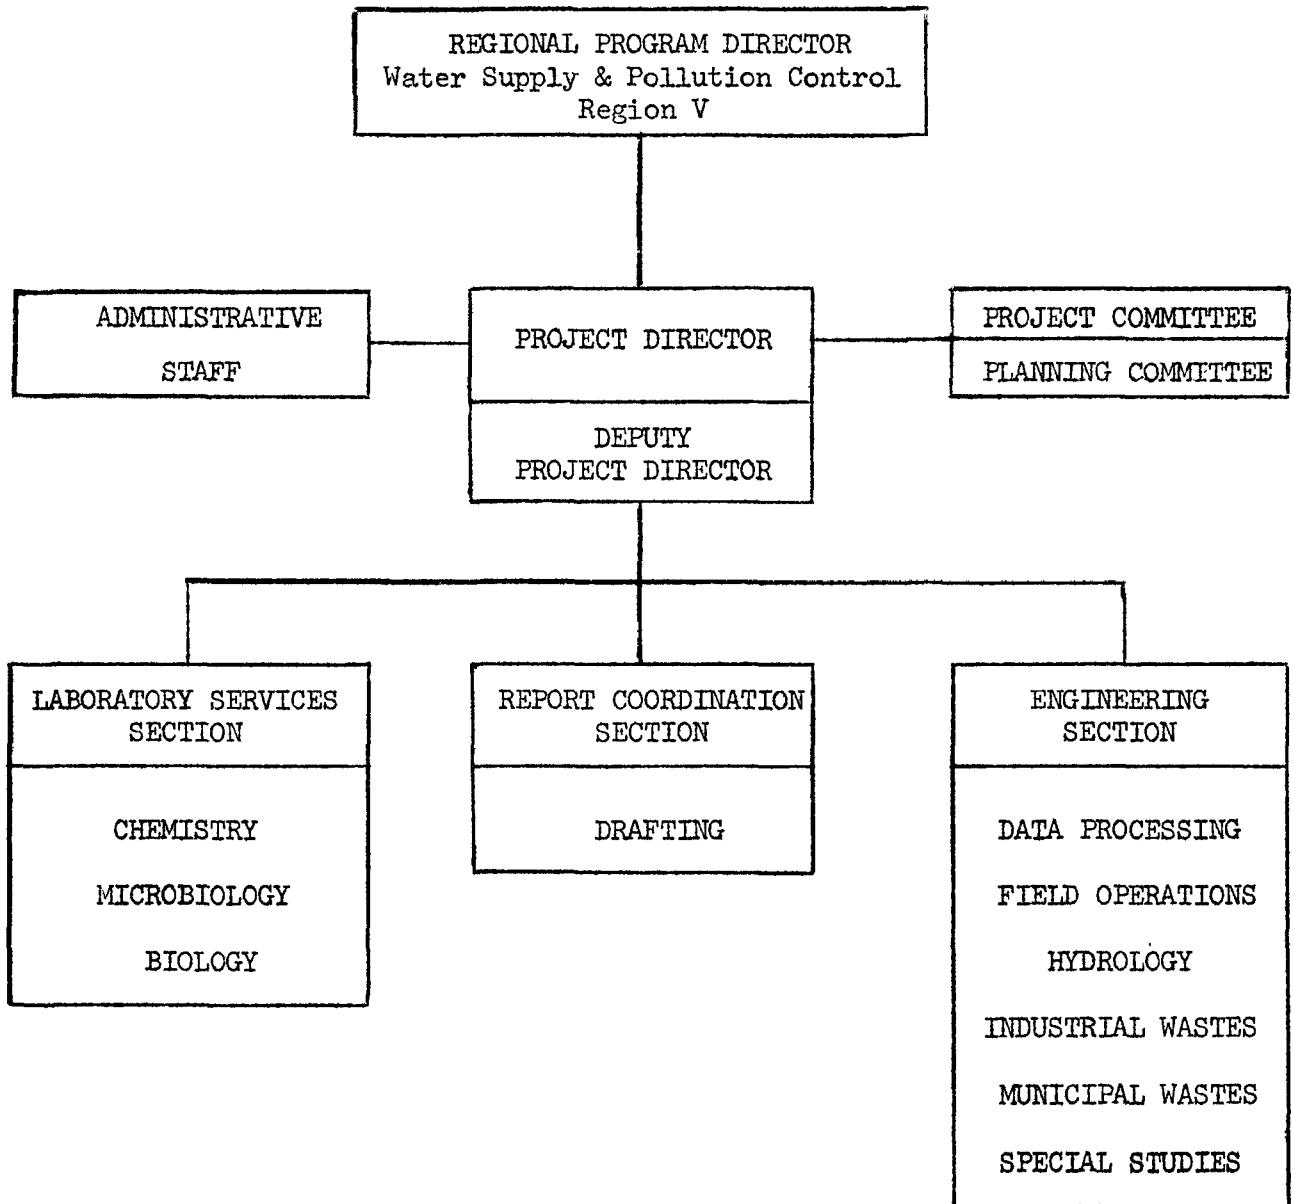 REGIONAL PROGRAM DIRECTOR
Water Supply & Pollution Control
Region V
ADMINISTRATIVE
STAFF
PROJECT DIRECTOR
DEPUTY
PROJECT DIRECTOR
PROJECT COMMITTEE
PLANNING COMMITTEE
LABORATORY SERVICES
SECTION
CHEMISTRY
MICROBIOLOGY
BIOLOGY
REPORT COORDINATION
SECTION
DRAFTING
ENGINEERING
SECTION
DATA PROCESSING
FIELD OPERATIONS
HYDROLOGY
INDUSTRIAL WASTES
MUNICIPAL WASTES
SPECIAL STUDIES